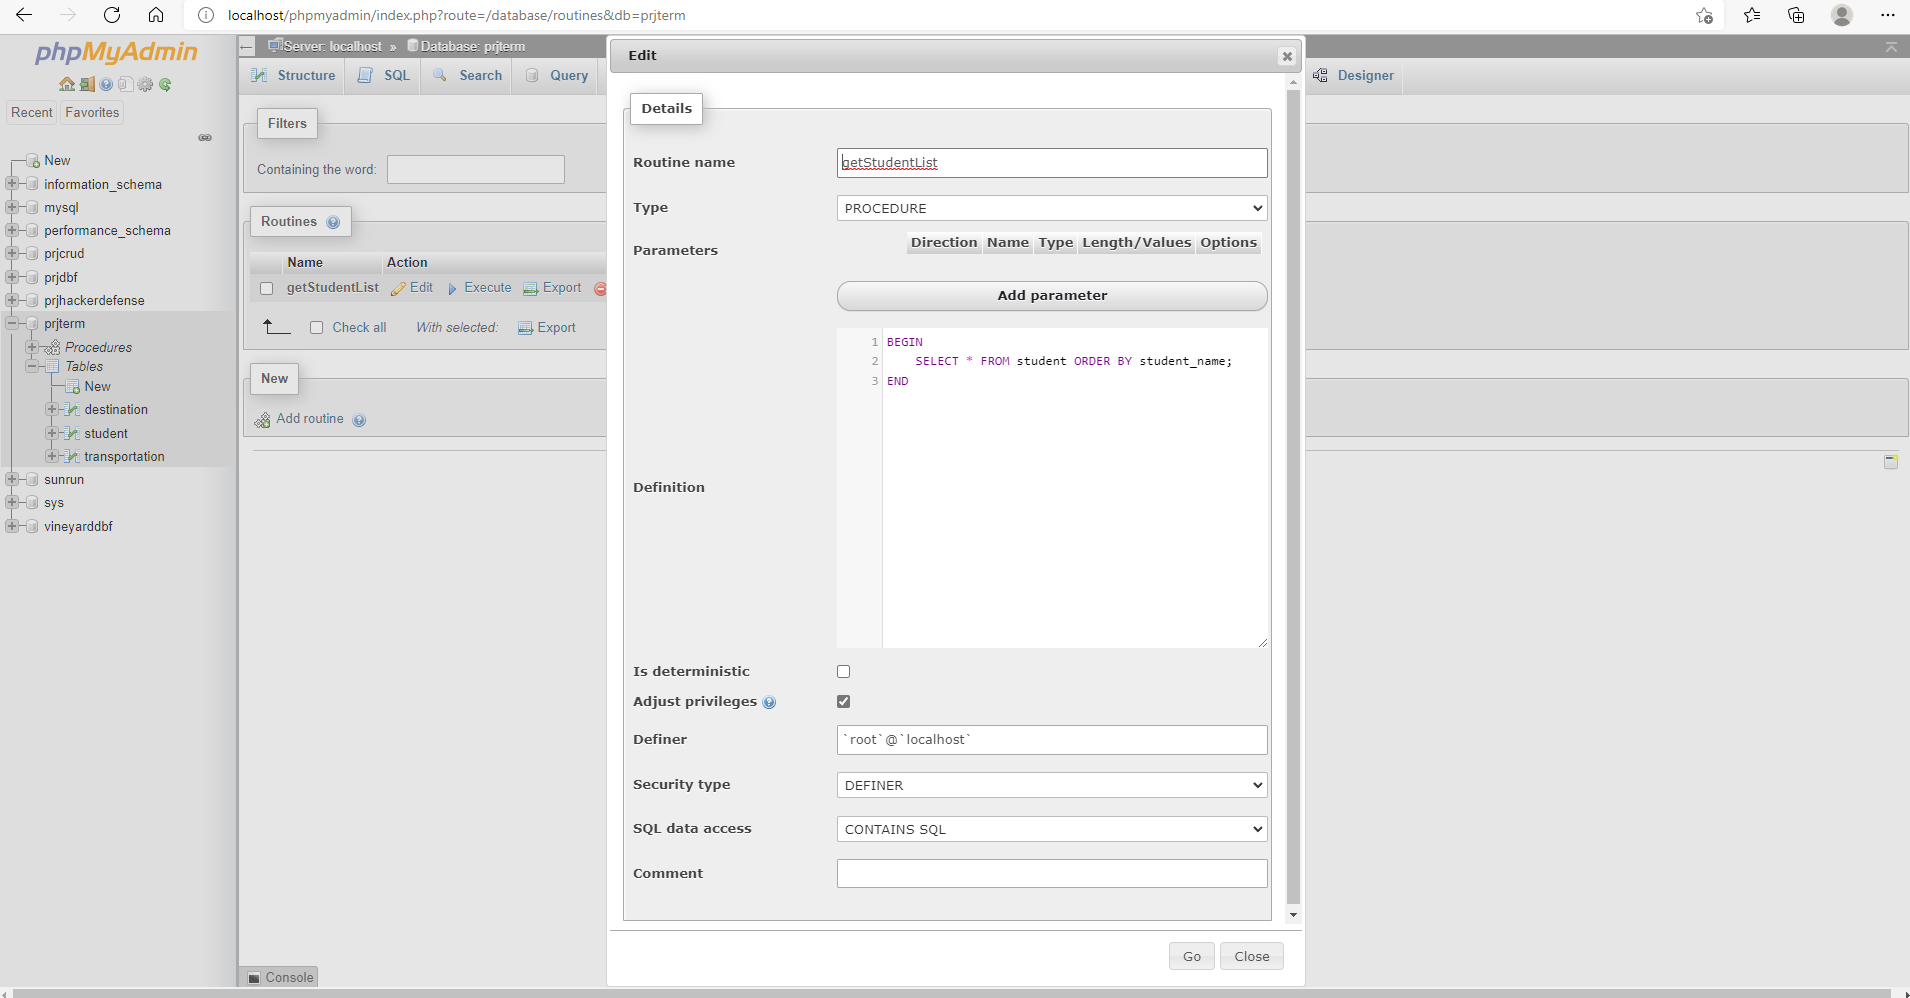 localhost/phpmyadmin/index.php?route=/database/routines&db=prjterm
phpMyAdmin
Recent
Favorites
New
information_schema
mysql
performance_schema
prjcrud
prjdbf
prjhackerdefense
prjterm
Procedures
Tables
New
destination
student
transportation
sunrun
sys
vineyarddbf
Server: localhost » Database: prjterm
Structure
SQL
Search
Query
Designer
Filters
Containing the word:
Routines
Name Action
getStudentList Edit Execute Export
Check all With selected: Export
New
Add routine
Console
Edit
Details
Routine name getStudentList
Type PROCEDURE
Parameters Direction Name Type Length/Values Options
Add parameter
Definition
1 BEGIN
2 SELECT * FROM student ORDER BY student_name;
3 END
Is deterministic
Adjust privileges
Definer `root`@`localhost`
Security type DEFINER
SQL data access CONTAINS SQL
Comment
Go Close